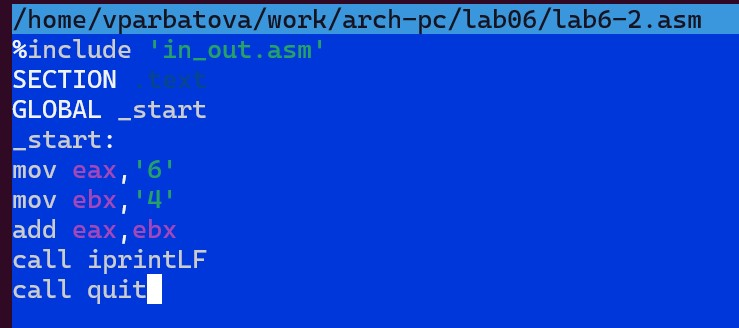 /home/vparbatova/work/arch-pc/lab06/lab6-2.asm
%include 'in_out.asm'
SECTION .text
GLOBAL _start
_start:
mov eax,'6'
mov ebx,'4'
add eax,ebx
call iprintLF
call quit